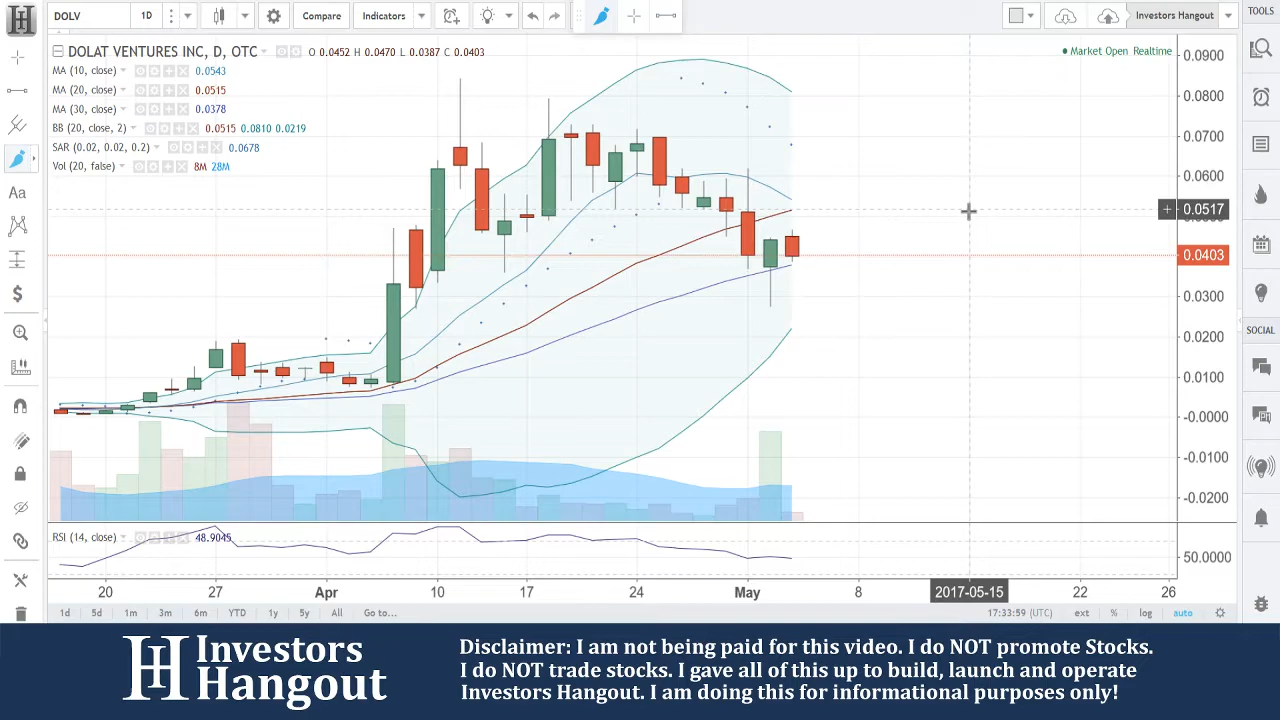 DOLV 1D Compare Indicators Investors Hangout TOOLS
DOLAT VENTURES INC, D, OTC O 0.0452 H 0.0470 L 0.0387 C 0.0403
Market Open Realtime
MA (10, close) 0.0543
MA (20, close) 0.0515
MA (30, close) 0.0378
BB (20, close, 2) 0.0515 0.0810 0.0219
SAR (0.02, 0.02, 0.2) 0.0678
Vol (20, false) 8M 28M
0.0900
0.0800
0.0700
0.0600
0.0517
0.0403
0.0300
0.0200
0.0100
-0.0000
-0.0100
-0.0200
Aa
$
SOCIAL
RSI (14, close) 48.9045
50.0000
20 27 Apr 10 17 24 May 8 2017-05-15 22 26
1d 5d 1m 3m 6m YTD 1y 5y All Go to... 17:33:59 (UTC) ext % log auto
Investors
Hangout
Disclaimer: I am not being paid for this video. I do NOT promote Stocks.
I do NOT trade stocks. I gave all of this up to build, launch and operate
Investors Hangout. I am doing this for informational purposes only!